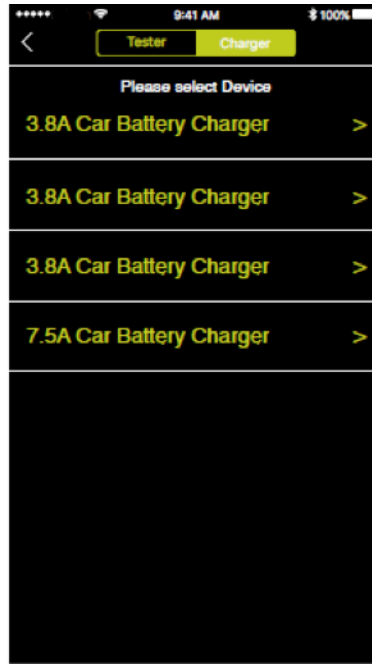 9:41 AM
100%
Tester
Charger
Please select Device
3.8A Car Battery Charger >
3.8A Car Battery Charger >
3.8A Car Battery Charger >
7.5A Car Battery Charger >